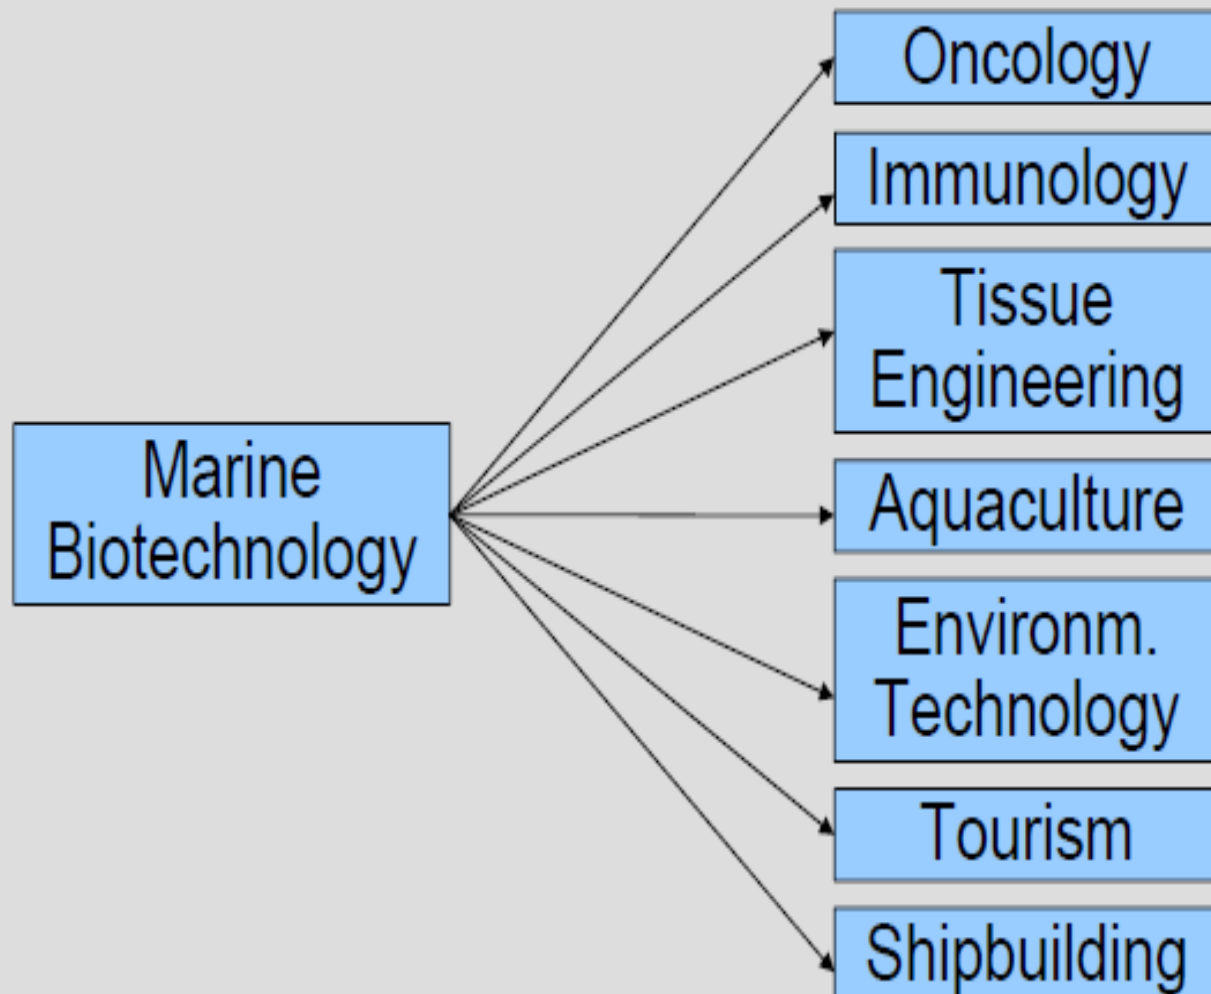 Oncology
Immunology
Tissue
Engineering
Marine
Biotechnology
Aquaculture
Environm.
Technology
Tourism
Shipbuilding